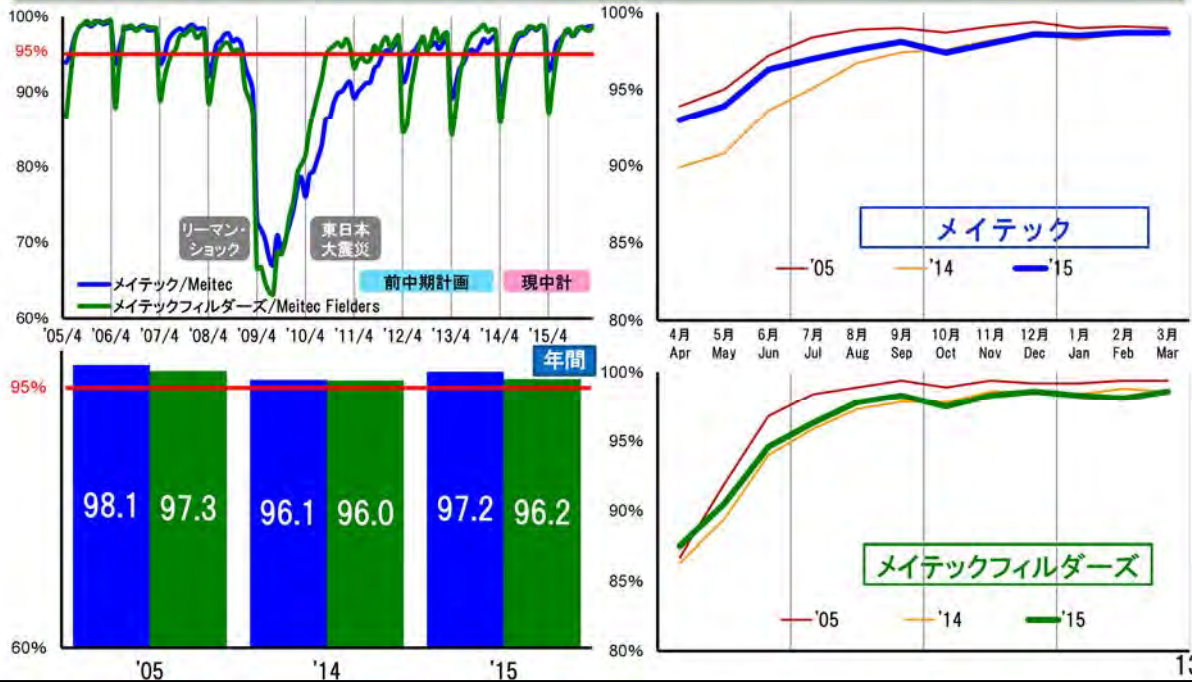 100%
95%
90%
80%
70%
60%
リーマン・
ショック
東日本
大震災
前中期計画
現中計
メイテック/Meitec
メイテックフィルダーズ/Meitec Fielders
'05/4 '06/4 '07/4 '08/4 '09/4 '10/4 '11/4 '12/4 '13/4 '14/4 '15/4
100%
95%
90%
85%
80%
メイテック
'05 '14 '15
4月 5月 6月 7月 8月 9月 10月 11月 12月 1月 2月 3月
Apr May Jun Jul Aug Sep Oct Nov Dec Jan Feb Mar
年間
95%
60%
98.1 97.3 96.1 96.0 97.2 96.2
'05 '14 '15
100%
95%
90%
85%
80%
メイテックフィルダーズ
'05 '14 '15
13